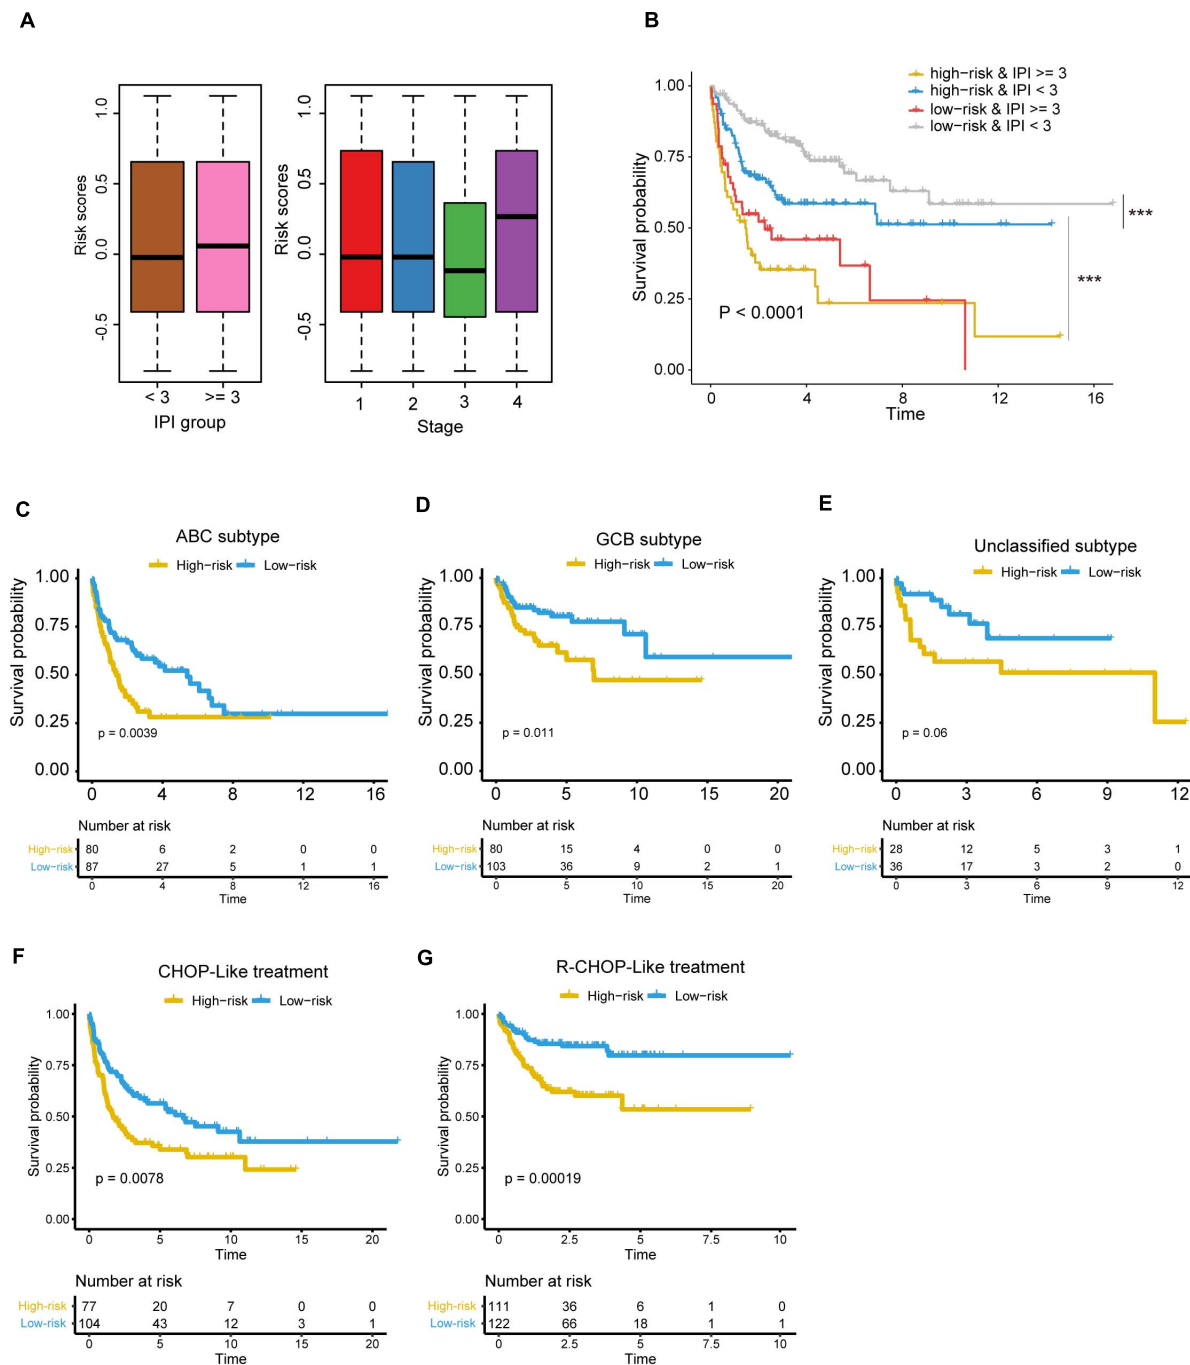 A
B
1.0
0.5
0.0
-0.5
Risk scores
< 3
>= 3
IPI group
1.0
0.5
0.0
-0.5
Risk scores
1
2
3
4
Stage
high-risk & IPI >= 3
high-risk & IPI < 3
low-risk & IPI >= 3
low-risk & IPI < 3
1.00
0.75
0.50
0.25
0.00
Survival probability
P < 0.0001
***
***
0
4
8
12
16
Time
C
ABC subtype
High-risk
Low-risk
1.00
0.75
0.50
0.25
0.00
Survival probability
p = 0.0039
0 4 8 12 16
Number at risk
High-risk 80 6 2 0 0
Low-risk 87 27 5 1 1
0 4 8 12 16
Time
D
GCB subtype
High-risk
Low-risk
1.00
0.75
0.50
0.25
0.00
Survival probability
p = 0.011
0 5 10 15 20
Number at risk
High-risk 80 15 4 0 0
Low-risk 103 36 9 2 1
0 5 10 15 20
Time
E
Unclassified subtype
High-risk
Low-risk
1.00
0.75
0.50
0.25
0.00
Survival probability
p = 0.06
0 3 6 9 12
Number at risk
High-risk 28 12 5 3 1
Low-risk 36 17 3 2 0
0 3 6 9 12
Time
F
CHOP-Like treatment
High-risk
Low-risk
1.00
0.75
0.50
0.25
0.00
Survival probability
p = 0.0078
0 5 10 15 20
Time
Number at risk
High-risk 77 20 7 0 0
Low-risk 104 43 12 3 1
0 5 10 15 20
Time
G
R-CHOP-Like treatment
High-risk
Low-risk
1.00
0.75
0.50
0.25
0.00
Survival probability
p = 0.00019
0 2.5 5 7.5 10
Time
Number at risk
High-risk 111 36 6 1 0
Low-risk 122 66 18 1 1
0 2.5 5 7.5 10
Time